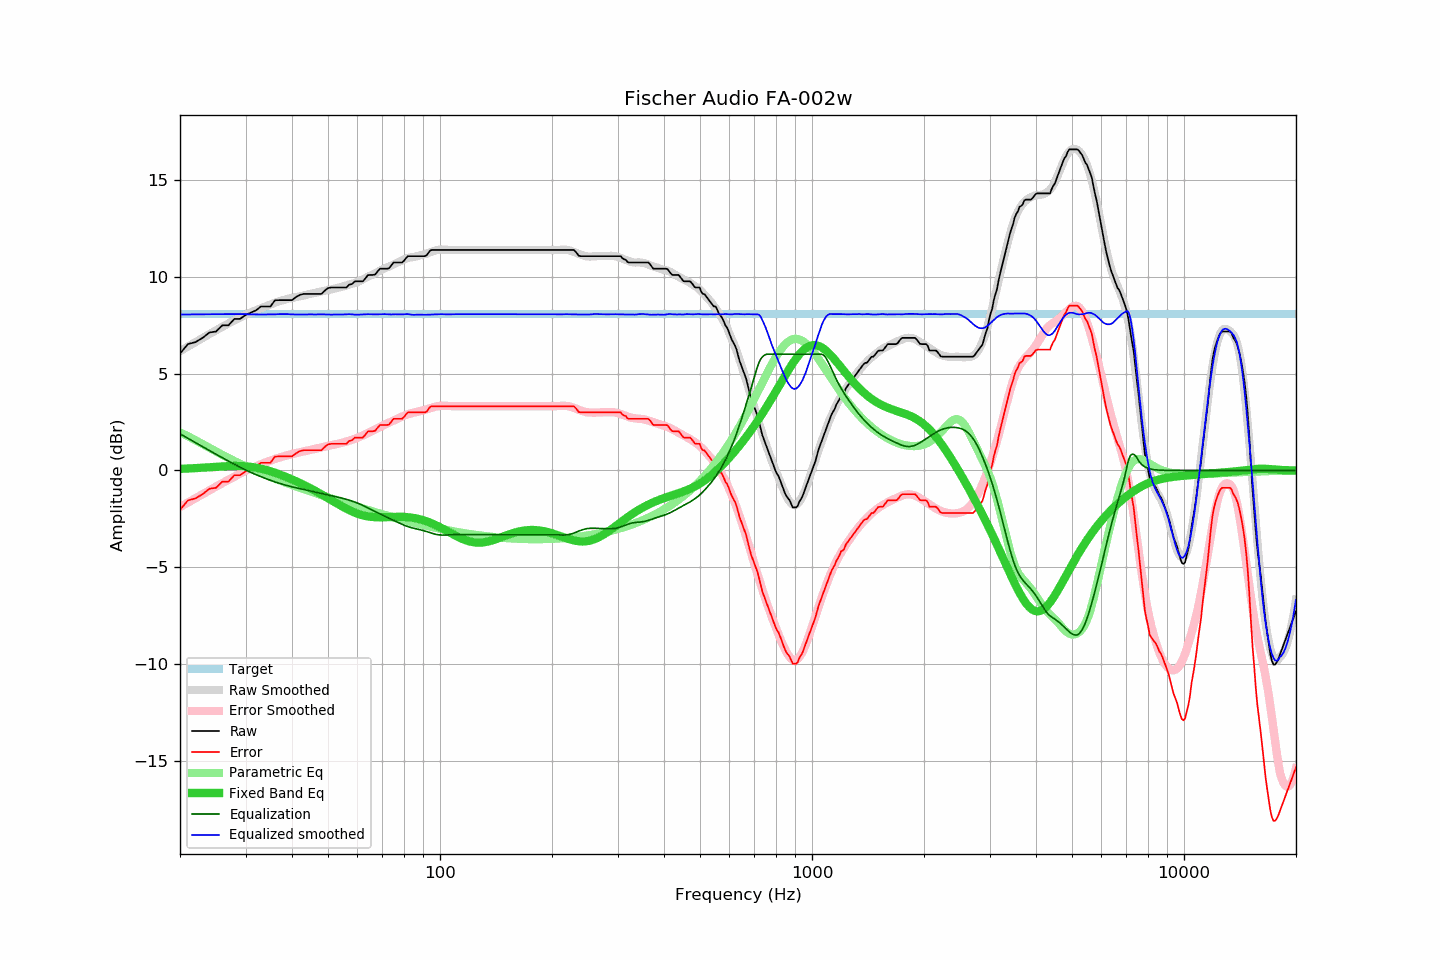 Fischer Audio FA-002w
Amplitude (dBr)
15
10
5
0
−5
−10
−15
Target
Raw Smoothed
Error Smoothed
Raw
Error
Parametric Eq
Fixed Band Eq
Equalization
Equalized smoothed
100
1000
10000
Frequency (Hz)